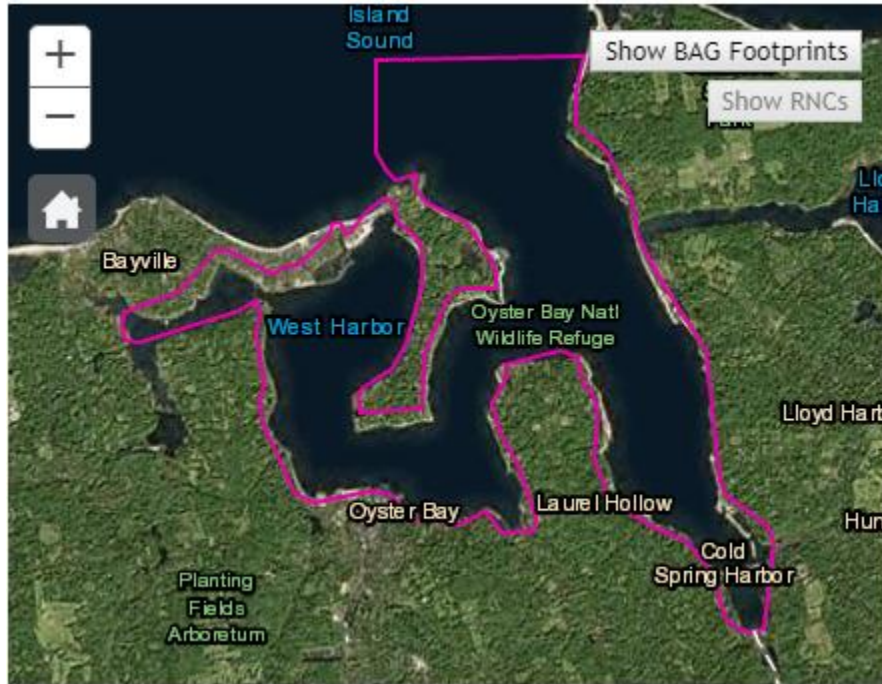 Island
Sound
+
Show BAG Footprints
−
Show RNCs
Bayville
West Harbor
Oyster Bay Natl
Wildlife Refuge
Lloyd Harb
Oyster Bay
Laurel Hollow
Hun
Cold
Spring Harbor
Planting
Fields
Arboretum